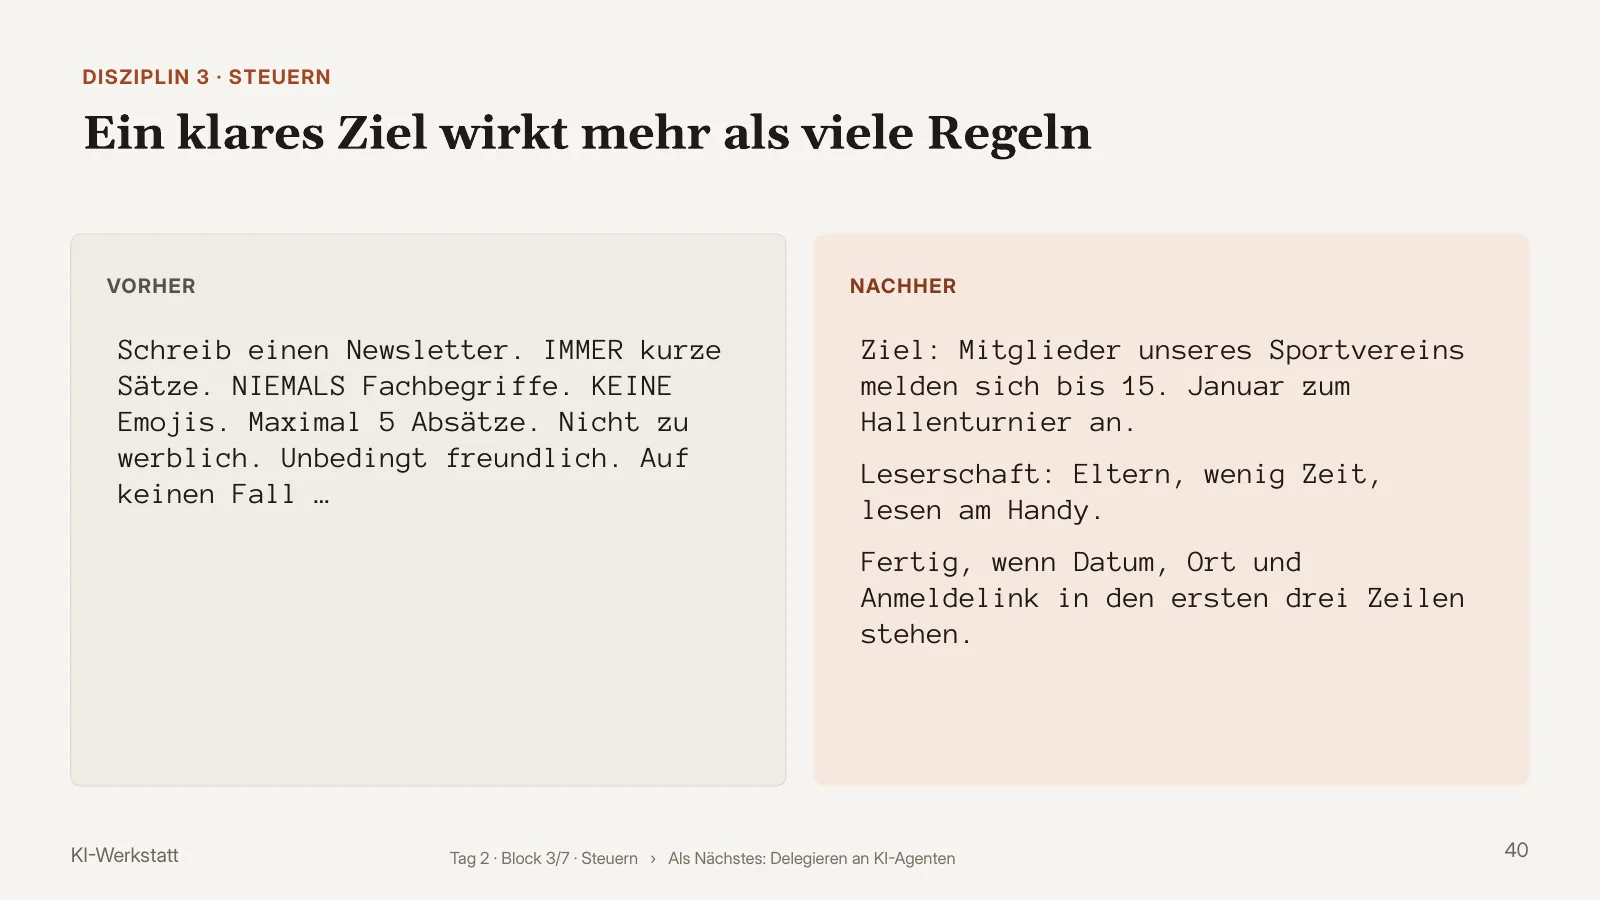 DISZIPLIN 3 · STEUERN
Ein klares Ziel wirkt mehr als viele Regeln
VORHER
Schreib einen Newsletter. IMMER kurze
Sätze. NIEMALS Fachbegriffe. KEINE
Emojis. Maximal 5 Absätze. Nicht zu
werblich. Unbedingt freundlich. Auf
keinen Fall …
NACHHER
Ziel: Mitglieder unseres Sportvereins
melden sich bis 15. Januar zum
Hallenturnier an.
Leserschaft: Eltern, wenig Zeit,
lesen am Handy.
Fertig, wenn Datum, Ort und
Anmeldelink in den ersten drei Zeilen
stehen.
KI-Werkstatt
Tag 2 · Block 3/7 · Steuern › Als Nächstes: Delegieren an KI-Agenten
40